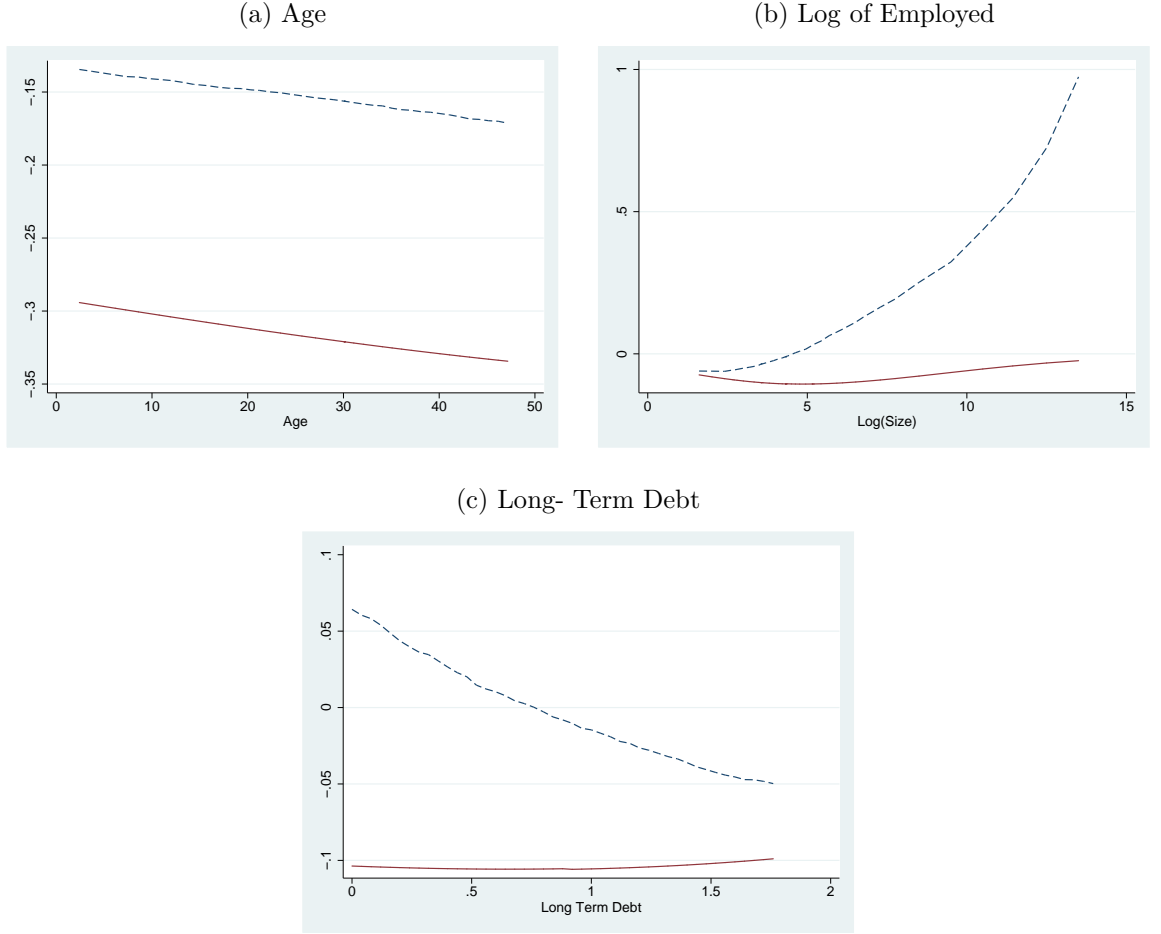 (a) Age
−.15
−.2
−.25
−.3
−.35
0 10 20 30 40 50
Age
(b) Log of Employed
1
.5
0
0 5 10 15
Log(Size)
(c) Long- Term Debt
.1
.05
0
−.05
−.1
0 .5 1 1.5 2
Long Term Debt